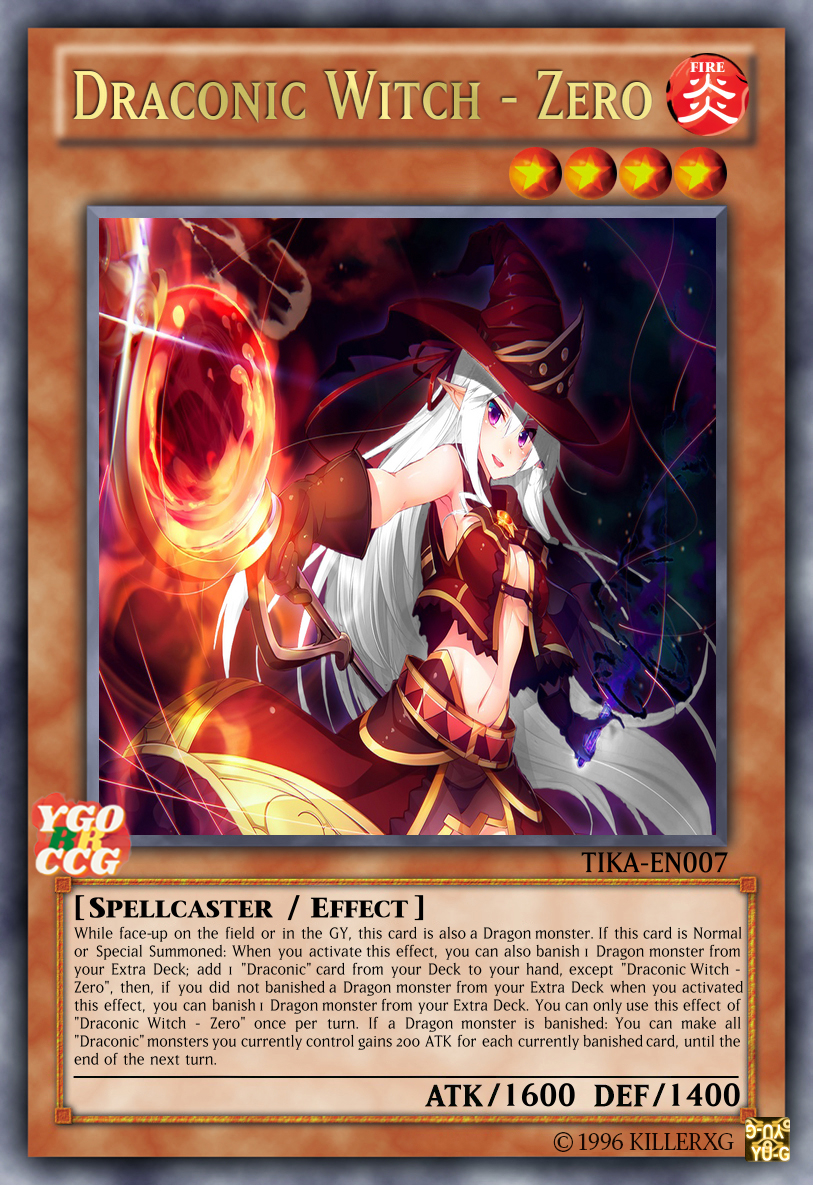 Draconic Witch - Zero
FIRE
炎
YGO
RR
CCG
TIKA-EN007
[ Spellcaster / Effect ]
While face-up on the field or in the GY, this card is also a Dragon monster. If this card is Normal
or Special Summoned: When you activate this effect, you can also banish 1 Dragon monster from
your Extra Deck; add 1 "Draconic" card from your Deck to your hand, except "Draconic Witch -
Zero", then, if you did not banished a Dragon monster from your Extra Deck when you activated
this effect, you can banish 1 Dragon monster from your Extra Deck. You can only use this effect of
"Draconic Witch - Zero" once per turn. If a Dragon monster is banished: You can make all
"Draconic" monsters you currently control gains 200 ATK for each currently banished card, until the
end of the next turn.
ATK/1600 DEF/1400
© 1996 KILLERXG